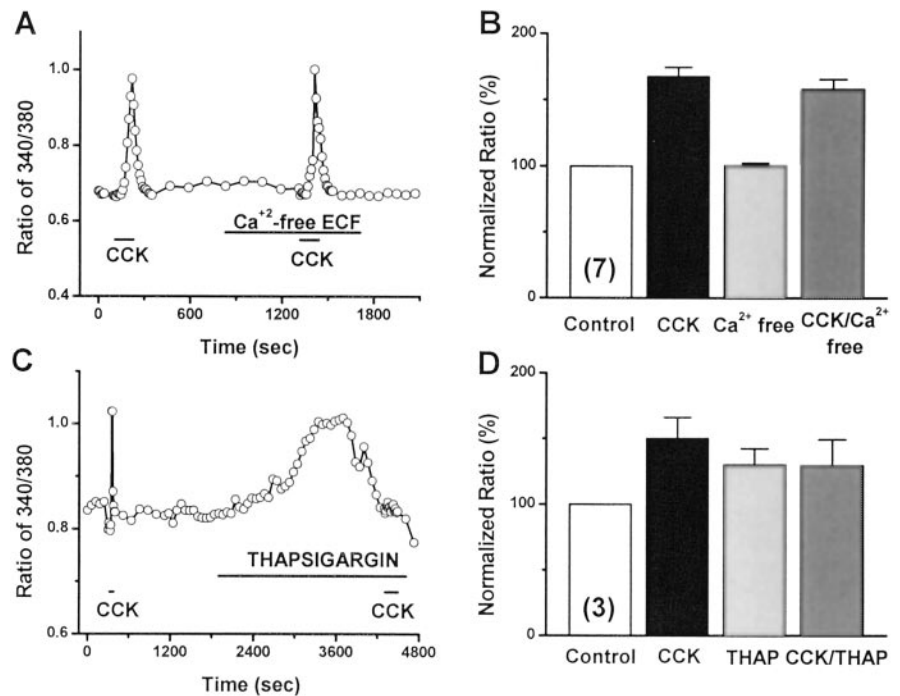 A
Ratio of 340/380
1.0
0.8
0.6
0.4
Ca+2-free ECF
CCK
CCK
0
600
1200
1800
Time (sec)
B
Normalized Ratio (%)
200
100
0
(7)
Control
CCK
Ca2+ free
CCK/Ca2+
free
C
Ratio of 340/380
1.0
0.8
0.6
THAPSIGARGIN
CCK
CCK
0
1200
2400
3600
4800
Time (sec)
D
Normalized Ratio (%)
200
100
0
(3)
Control
CCK
THAP
CCK/THAP